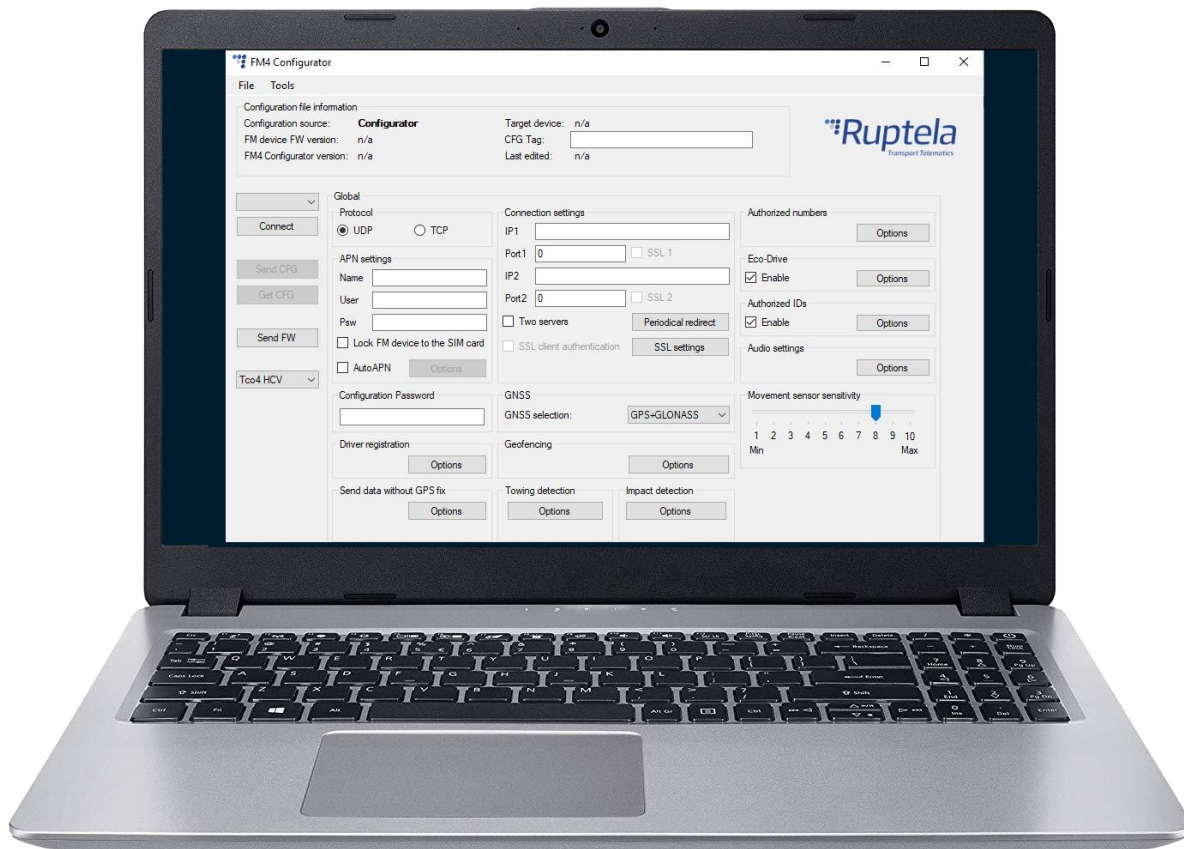 FM4 Configurator
File Tools
Configuration file information
Configuration source: Configurator
FM device FW version: n/a
FM4 Configurator version: n/a
Target device: n/a
CFG Tag:
Last edited: n/a
Ruptela
Transport Telematics
Connect
Send CFG
Get CFG
Send FW
Tco4 HCV
Global
Protocol
UDP TCP
APN settings
Name
User
Psw
Lock FM device to the SIM card
AutoAPN Options
Configuration Password
Driver registration
Options
Send data without GPS fix
Options
Connection settings
IP1
Port1 0 SSL 1
IP2
Port2 0 SSL 2
Two servers Periodical redirect
SSL client authentication SSL settings
GNSS
GNSS selection: GPS+GLONASS
Geofencing
Options
Towing detection
Options
Impact detection
Options
Authorized numbers
Options
Eco-Drive
Enable Options
Authorized IDs
Enable Options
Audio settings
Options
Movement sensor sensitivity
1 2 3 4 5 6 7 8 9 10
Min Max
Q W E R T Y U I O P
Caps Lock A S D F G H J K L
Shift Z X C V B N M Shift
Ctrl Fn Alt Alt Gr Ctrl
Backspace
Enter